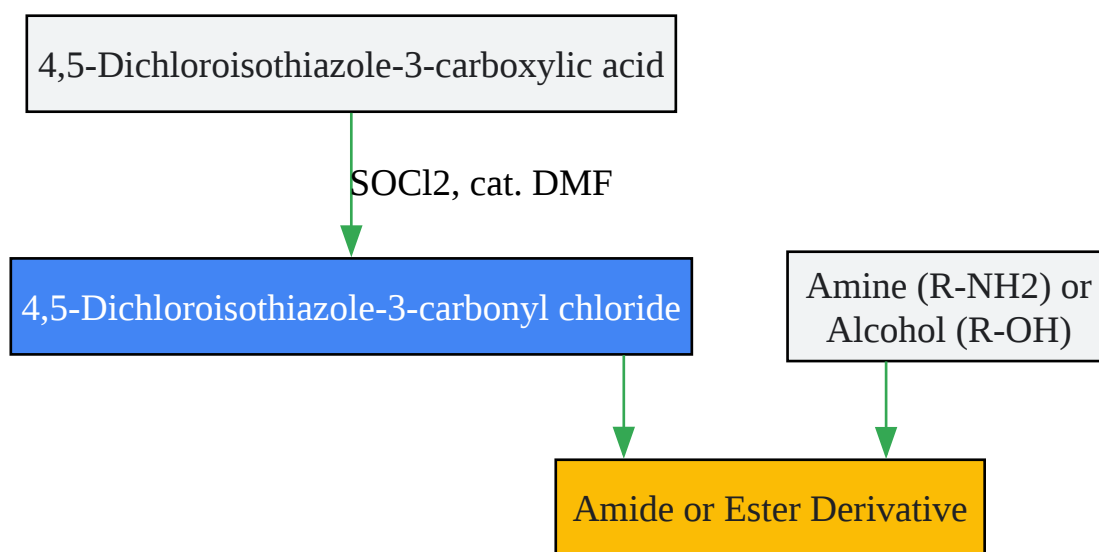 4,5-Dichloroisothiazole-3-carboxylic acid
SOCl2, cat. DMF
4,5-Dichloroisothiazole-3-carbonyl chloride
Amine (R-NH2) or
Alcohol (R-OH)
Amide or Ester Derivative